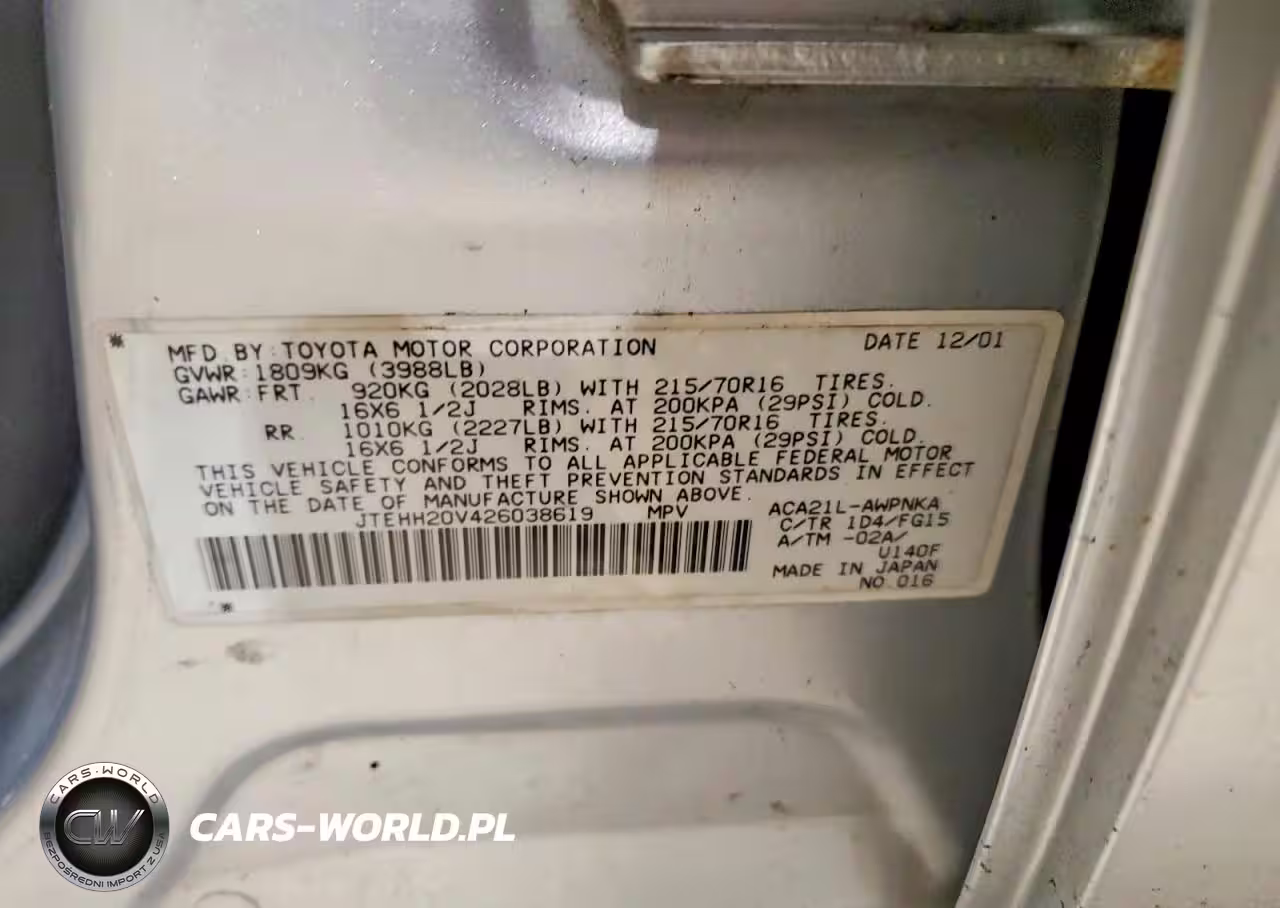 MFD. BY: TOYOTA MOTOR CORPORATION DATE 12/01
GVWR: 1809KG (3988LB)
GAWR: FRT. 920KG (2028LB) WITH 215/70R16 TIRES.
16X6 1/2J RIMS. AT 200KPA (29PSI) COLD.
RR. 1010KG (2227LB) WITH 215/70R16 TIRES.
16X6 1/2J RIMS. AT 200KPA (29PSI) COLD.
THIS VEHICLE CONFORMS TO ALL APPLICABLE FEDERAL MOTOR
VEHICLE SAFETY AND THEFT PREVENTION STANDARDS IN EFFECT
ON THE DATE OF MANUFACTURE SHOWN ABOVE.
JTEHH20V426038619 MPV
ACA21L-AWPNKA
C/TR 1D4/FG15
A/TM -02A/
U140F
MADE IN JAPAN
NO.016
CARS-WORLD
CW
BEZPOŚREDNI IMPORT Z USA
CARS-WORLD.PL